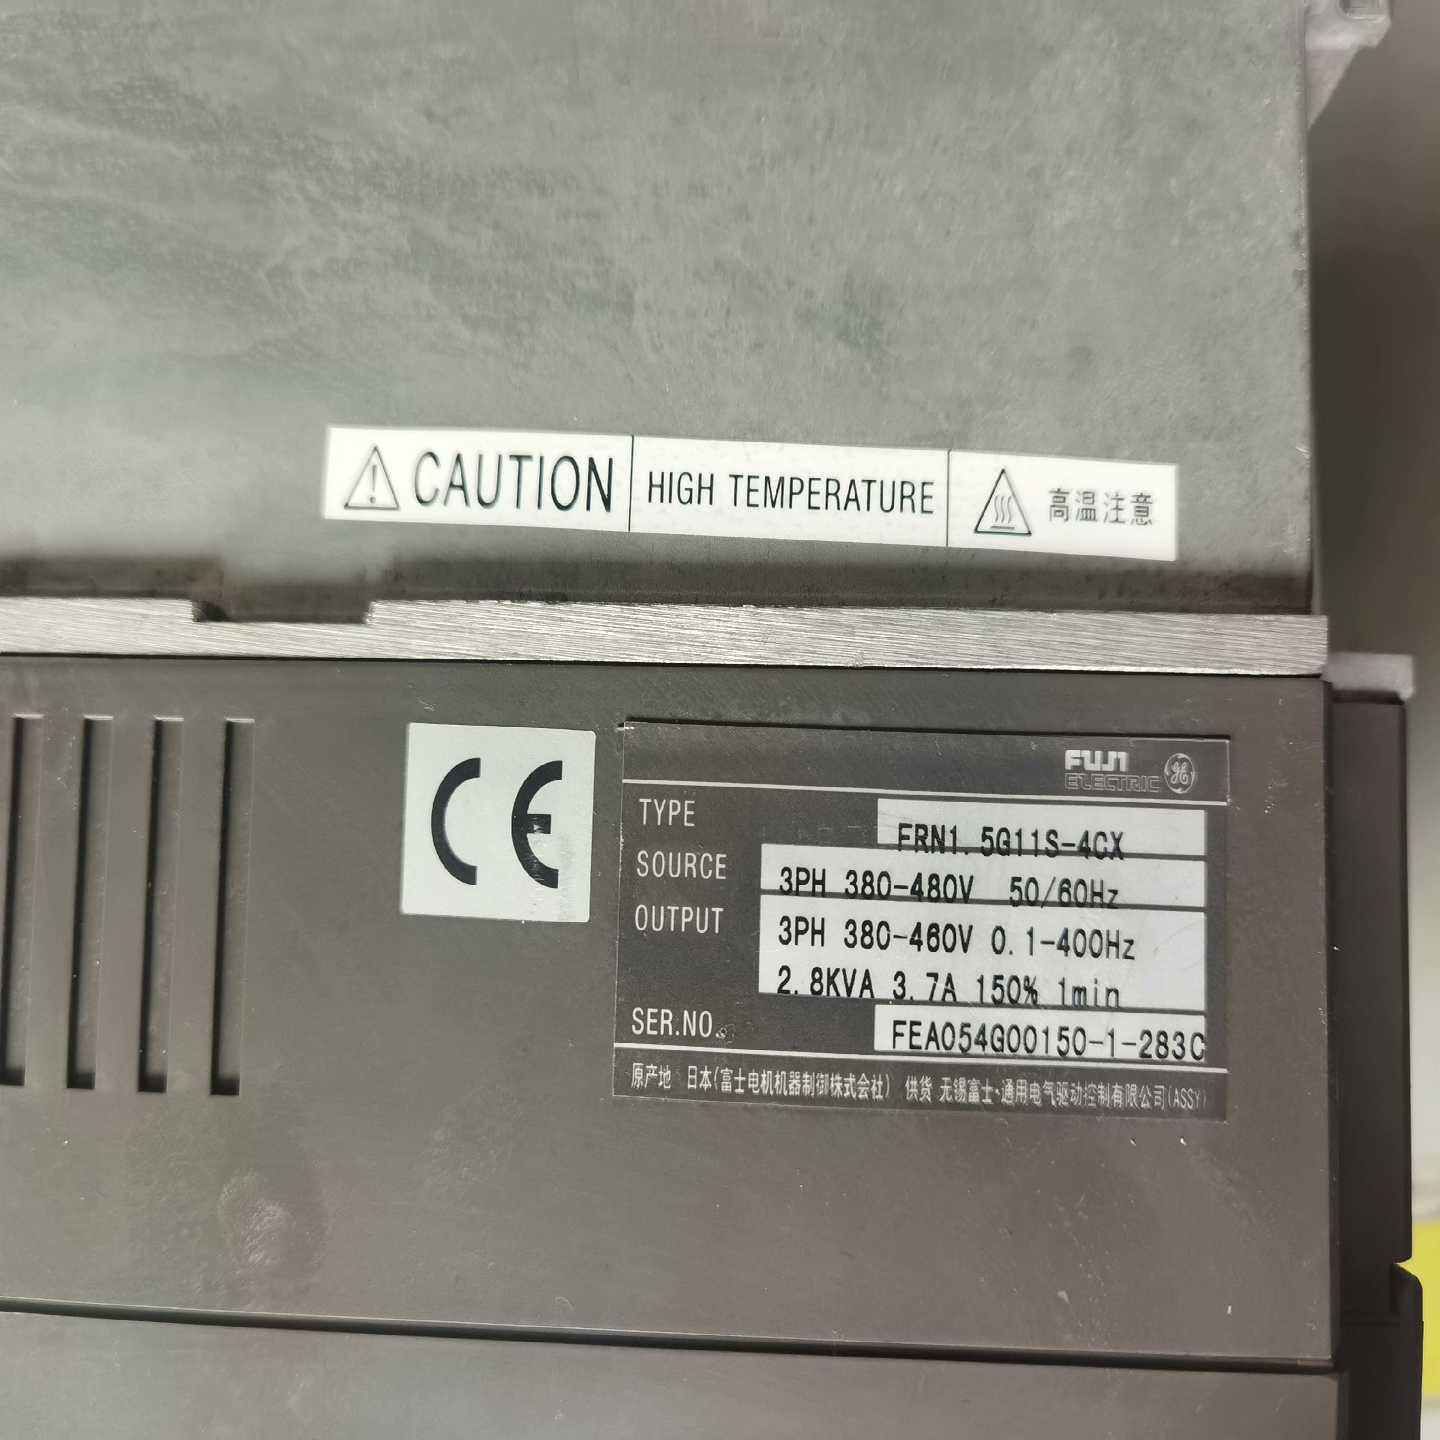 CAUTION HIGH TEMPERATURE 高温注意
CE
FUJI
ELECTRIC GE
TYPE FRN1.5G11S-4CX
SOURCE 3PH 380-480V 50/60Hz
OUTPUT 3PH 380-460V 0.1-400Hz
2.8KVA 3.7A 150% 1min
SER.NO. FEA054G00150-1-283C
原产地 日本(富士电机机器制御株式会社) 供货 无锡富士·通用电气驱动控制有限公司(ASSY)